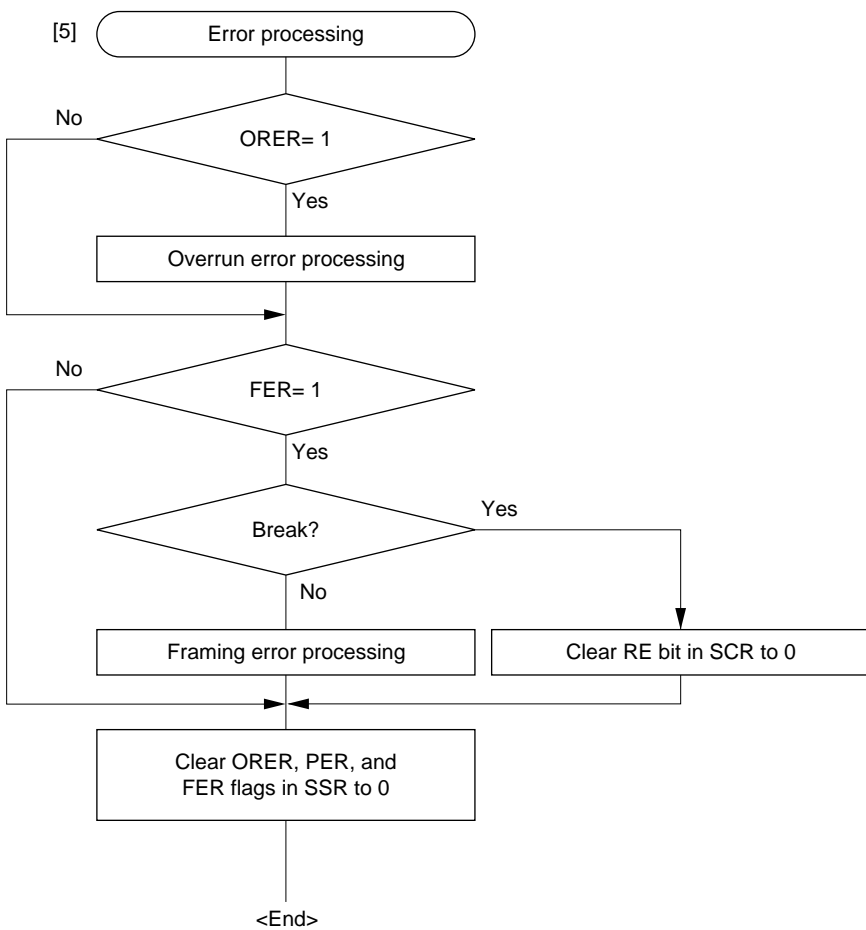 [5]
Error processing
No
ORER= 1
Yes
Overrun error processing
No
FER= 1
Yes
Break?
Yes
No
Framing error processing
Clear RE bit in SCR to 0
Clear ORER, PER, and
FER flags in SSR to 0
<End>